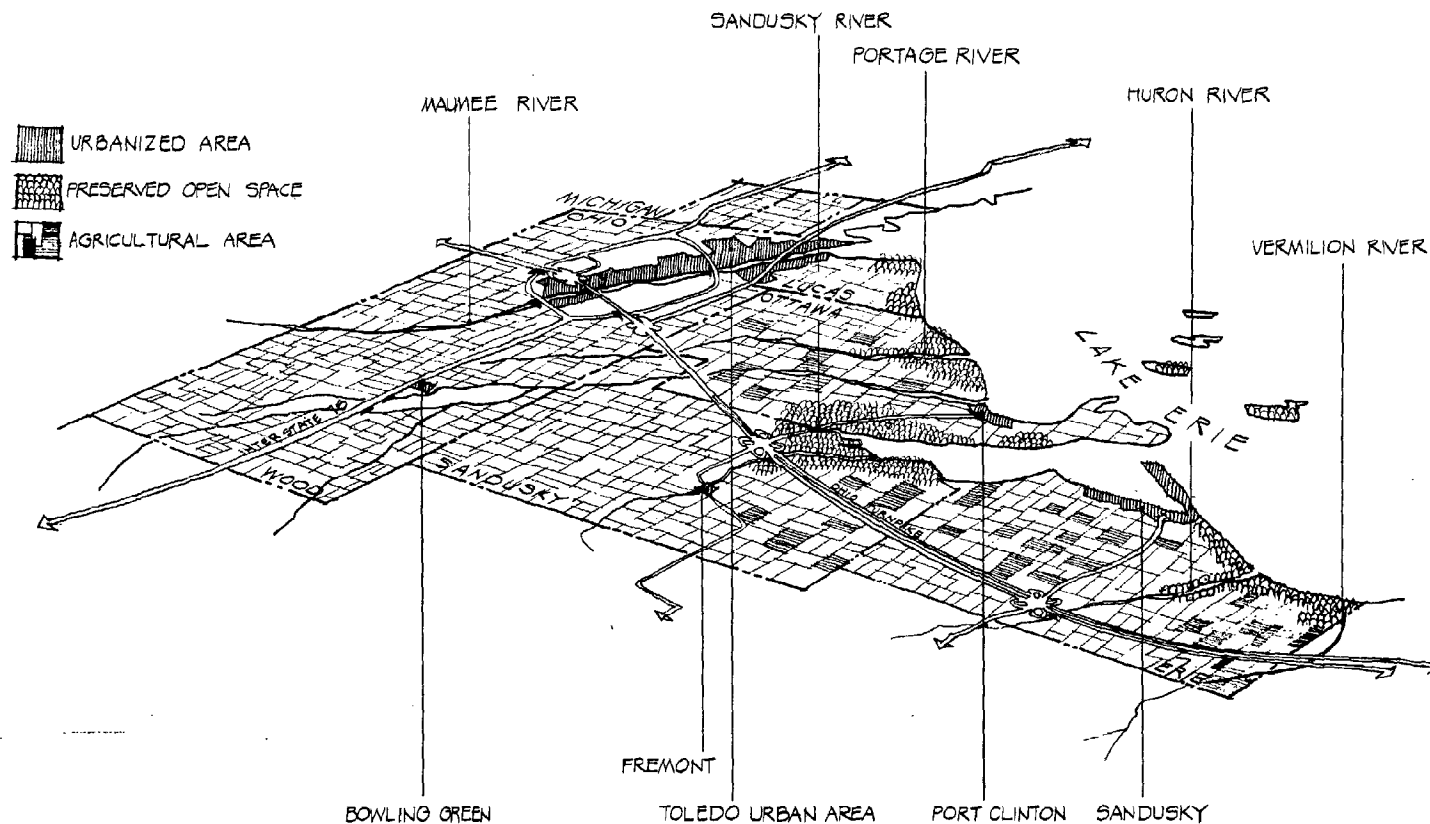 SANDUSKY RIVER
PORTAGE RIVER
HURON RIVER
MAUMEE RIVER
URBANIZED AREA
PRESERVED OPEN SPACE
MICHIGAN
OHIO
AGRICULTURAL AREA
VERMILION RIVER
LUCAS
OTTAWA
LAKE ERIE
INTERSTATE 75
WOOD
SANDUSKY
OHIO TURNPIKE
ERIE
FREMONT
BOWLING GREEN
TOLEDO URBAN AREA
PORT CLINTON
SANDUSKY